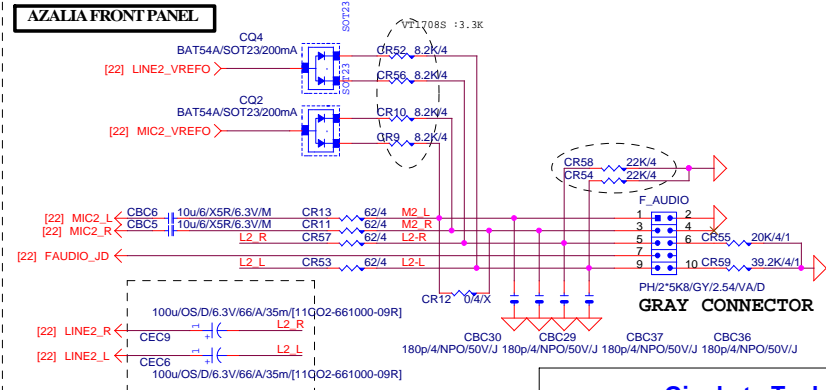 AZALIA FRONT PANEL
SOT23
VT1708S :3.3K
CQ4
BAT54A/SOT23/200mA
CR52 8.2K/4
[22] LINE2_VREFO
CR56 8.2K/4
SOT23
CQ2
BAT54A/SOT23/200mA
CR10 8.2K/4
[22] MIC2_VREFO
CR9 8.2K/4
CR58 22K/4
CR54 22K/4
F_AUDIO
[22] MIC2_L CBC6 10u/6/X5R/6.3V/M CR13 62/4 M2_L 1 2
[22] MIC2_R CBC5 10u/6/X5R/6.3V/M CR11 62/4 M2_R 3 4
L2_R CR57 62/4 L2-R 5 6 CR55 20K/4/1
[22] FAUDIO_JD 7
L2_L CR53 62/4 L2-L 9 10 CR59 39.2K/4/1
PH/2*5K8/GY/2.54/VA/D
CR12 0/4/X
GRAY CONNECTOR
100u/OS/D/6.3V/66/A/35m/[11CO2-661000-09R]
[22] LINE2_R 1 + L2_R
CEC9
CBC30 CBC29 CBC37 CBC36
180p/4/NPO/50V/J 180p/4/NPO/50V/J 180p/4/NPO/50V/J 180p/4/NPO/50V/J
[22] LINE2_L 1 + L2_L
CEC6
100u/OS/D/6.3V/66/A/35m/[11CO2-661000-09R]